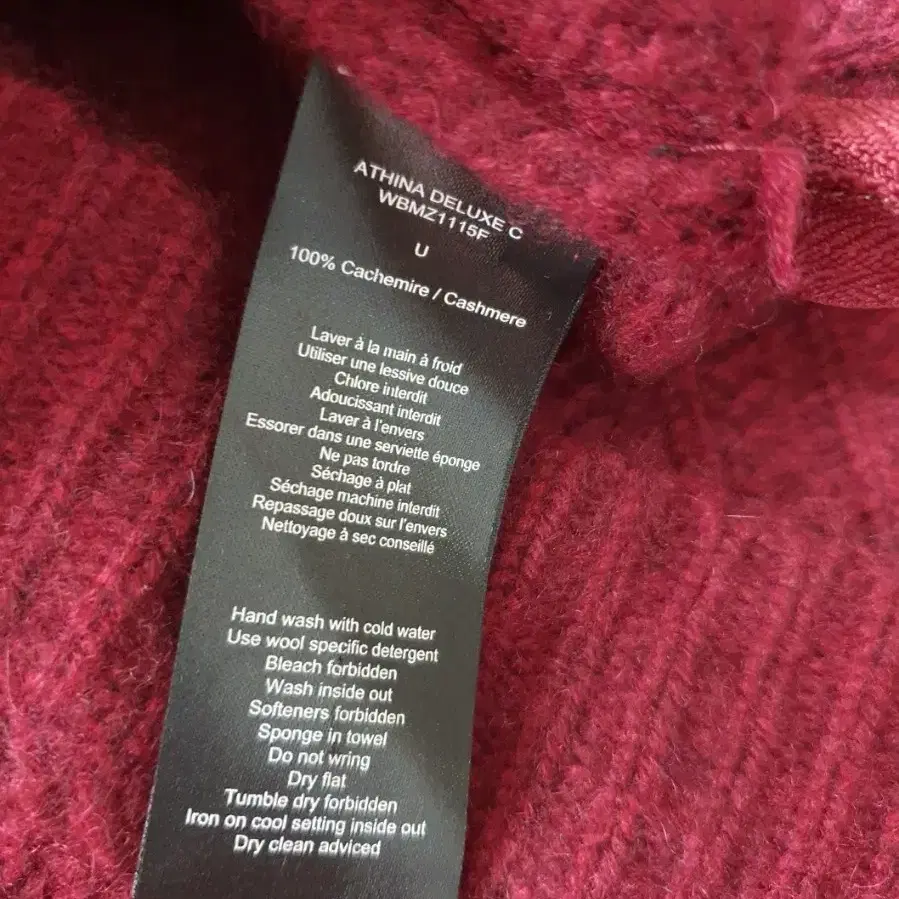 ATHINA DELUXE C
WBMZ1115F
U
100% Cachemire / Cashmere
Laver à la main à froid
Utiliser une lessive douce
Chlore interdit
Adoucissant interdit
Laver à l'envers
Essorer dans une serviette éponge
Ne pas tordre
Séchage à plat
Séchage machine interdit
Repassage doux sur l'envers
Nettoyage à sec conseillé
Hand wash with cold water
Use wool specific detergent
Bleach forbidden
Wash inside out
Softeners forbidden
Sponge in towel
Do not wring
Dry flat
Tumble dry forbidden
Iron on cool setting inside out
Dry clean adviced